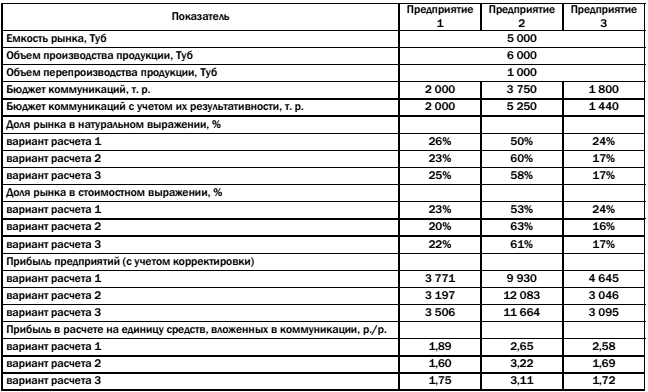 Показатель Предприятие 1 Предприятие 2 Предприятие 3
Емкость рынка, Туб 5 000
Объем производства продукции, Туб 6 000
Объем перепроизводства продукции, Туб 1 000
Бюджет коммуникаций, т. р. 2 000 3 750 1 800
Бюджет коммуникаций с учетом их результативности, т. р. 2 000 5 250 1 440
Доля рынка в натуральном выражении, %
вариант расчета 1 26% 50% 24%
вариант расчета 2 23% 60% 17%
вариант расчета 3 25% 58% 17%
Доля рынка в стоимостном выражении, %
вариант расчета 1 23% 53% 24%
вариант расчета 2 20% 63% 16%
вариант расчета 3 22% 61% 17%
Прибыль предприятий (с учетом корректировки)
вариант расчета 1 3 771 9 930 4 645
вариант расчета 2 3 197 12 083 3 046
вариант расчета 3 3 506 11 664 3 095
Прибыль в расчете на единицу средств, вложенных в коммуникации, р./р.
вариант расчета 1 1,89 2,65 2,58
вариант расчета 2 1,60 3,22 1,69
вариант расчета 3 1,75 3,11 1,72